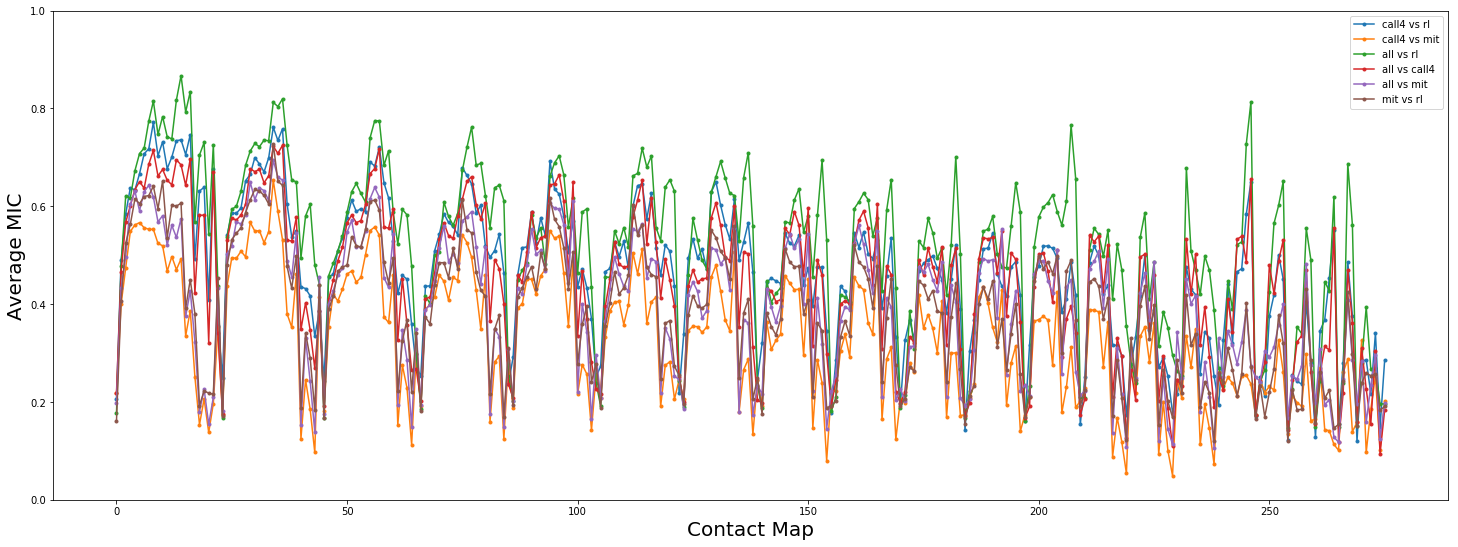 1.0
0.8
0.6
0.4
0.2
0.0
Average MIC
0
50
100
150
200
250
Contact Map
call4 vs rl
call4 vs mit
all vs rl
all vs call4
all vs mit
mit vs rl